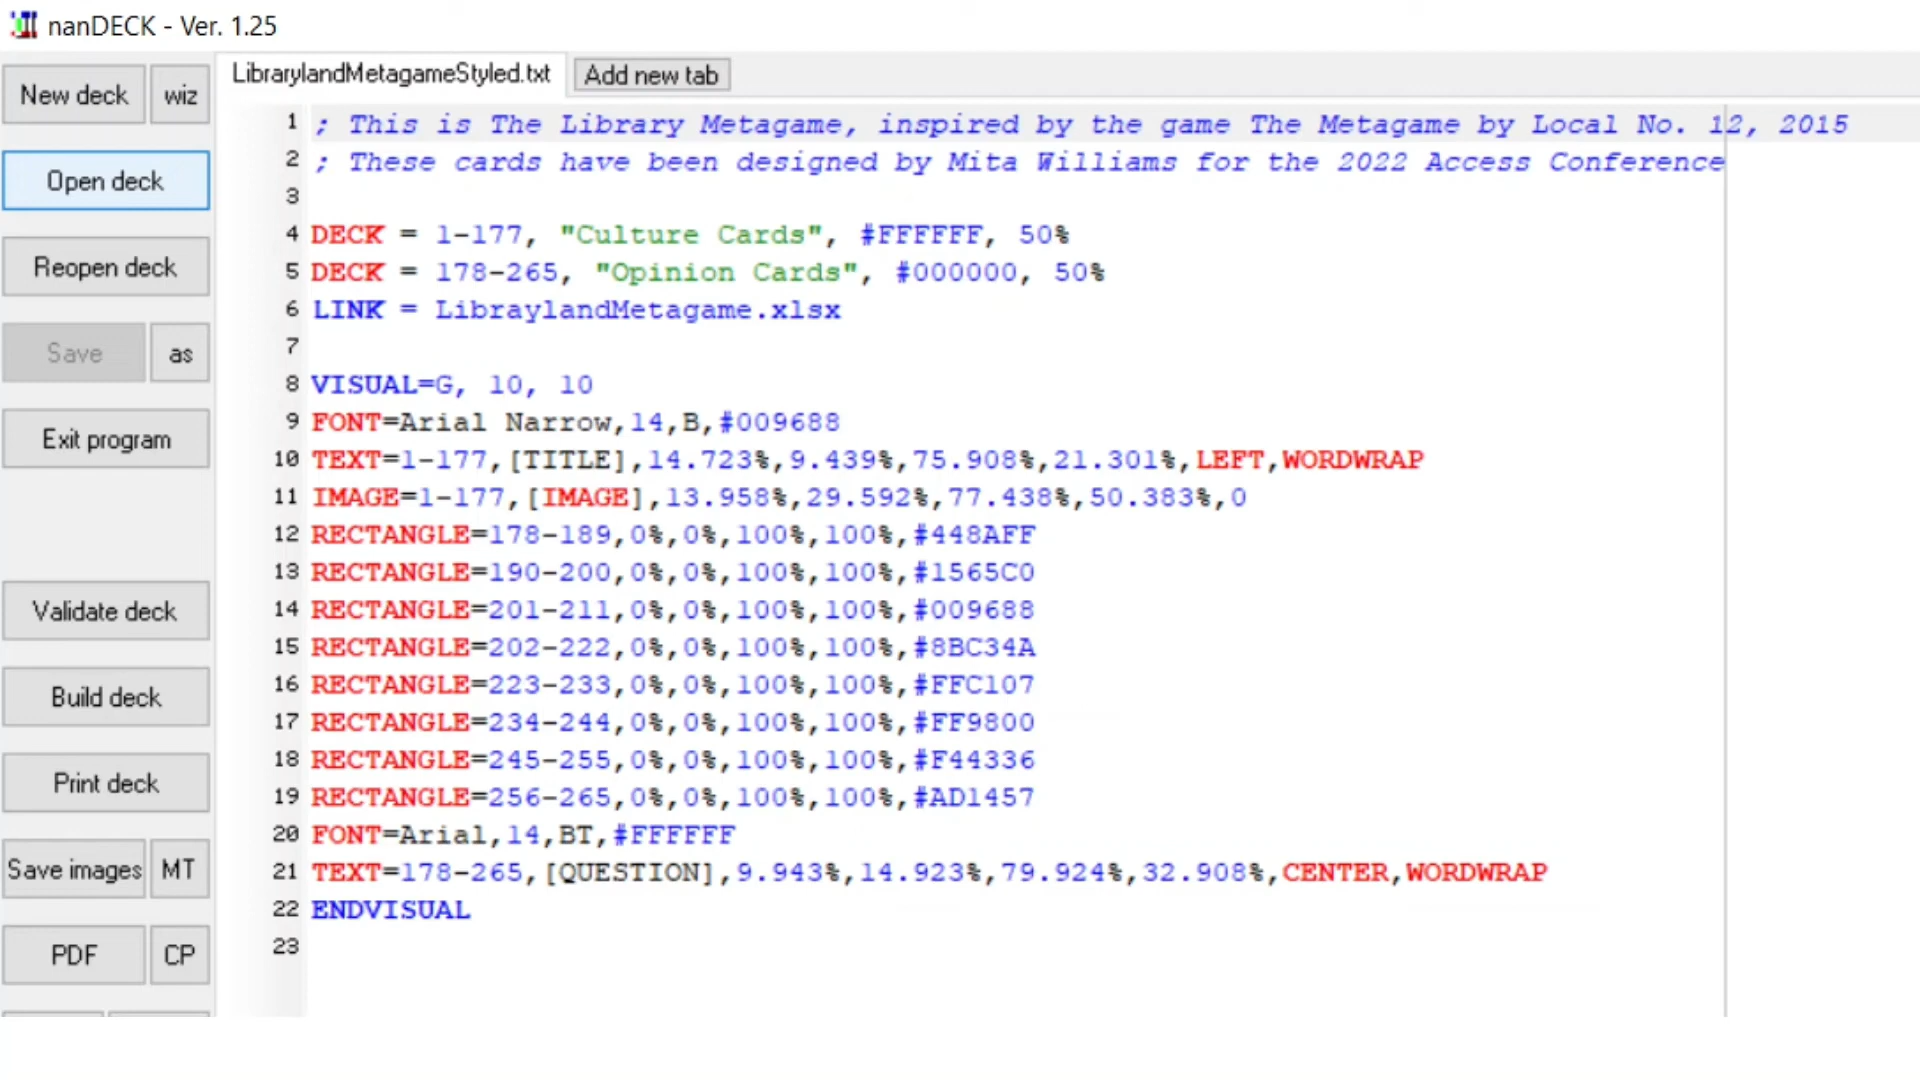 nanDECK - Ver. 1.25
New deck
wiz
Open deck
Reopen deck
Save
as
Exit program
Validate deck
Build deck
Print deck
Save images
MT
PDF
CP
LibrarylandMetagameStyled.txt
Add new tab
1 ; This is The Library Metagame, inspired by the game The Metagame by Local No. 12, 2015
2 ; These cards have been designed by Mita Williams for the 2022 Access Conference
3
4 DECK = 1-177, "Culture Cards", #FFFFFF, 50%
5 DECK = 178-265, "Opinion Cards", #000000, 50%
6 LINK = LibraylandMetagame.xlsx
7
8 VISUAL=G, 10, 10
9 FONT=Arial Narrow,14,B,#009688
10 TEXT=1-177,[TITLE],14.723%,9.439%,75.908%,21.301%,LEFT,WORDWRAP
11 IMAGE=1-177,[IMAGE],13.958%,29.592%,77.438%,50.383%,0
12 RECTANGLE=178-189,0%,0%,100%,100%,#448AFF
13 RECTANGLE=190-200,0%,0%,100%,100%,#1565C0
14 RECTANGLE=201-211,0%,0%,100%,100%,#009688
15 RECTANGLE=202-222,0%,0%,100%,100%,#8BC34A
16 RECTANGLE=223-233,0%,0%,100%,100%,#FFC107
17 RECTANGLE=234-244,0%,0%,100%,100%,#FF9800
18 RECTANGLE=245-255,0%,0%,100%,100%,#F44336
19 RECTANGLE=256-265,0%,0%,100%,100%,#AD1457
20 FONT=Arial,14,BT,#FFFFFF
21 TEXT=178-265,[QUESTION],9.943%,14.923%,79.924%,32.908%,CENTER,WORDWRAP
22 ENDVISUAL
23